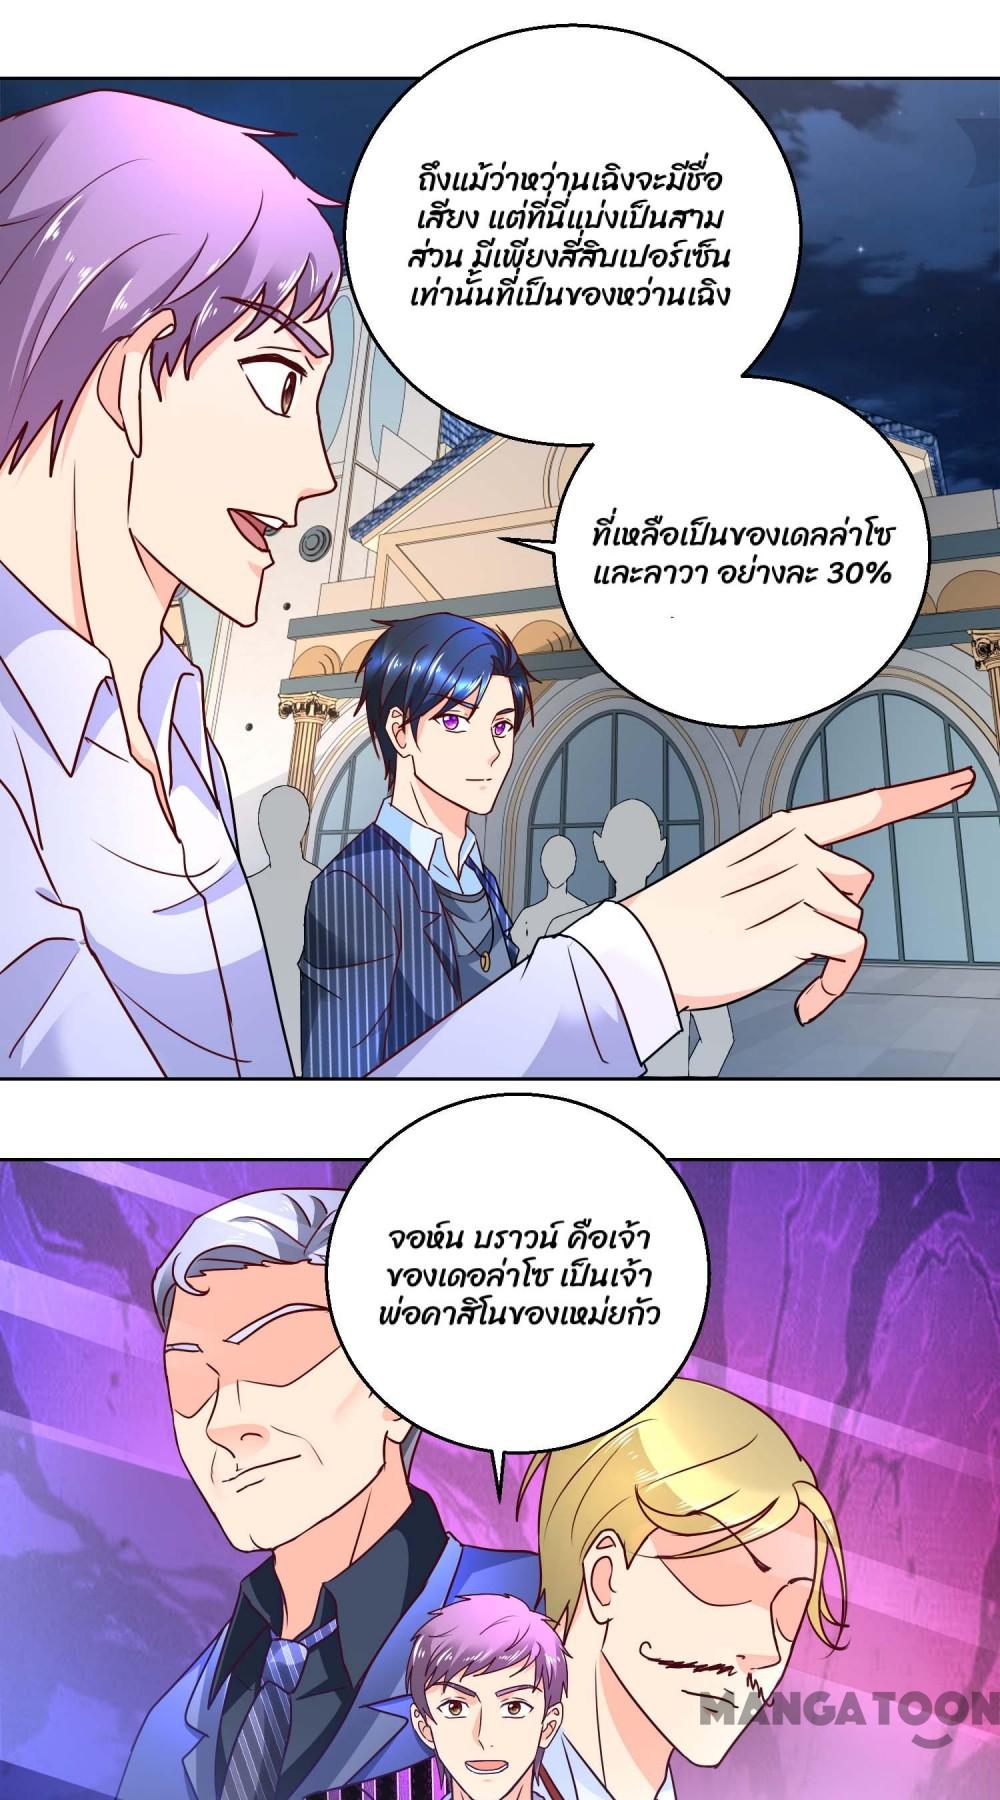 ถึงแม้ว่าหว่านเฉิงจะมีชื่อ
เสียง แต่ที่นี่แบ่งเป็นสาม
ส่วน มีเพียงสี่สิบเปอร์เซ็น
เท่านั้นที่เป็นของหว่านเฉิง
ที่เหลือเป็นของเดลล่าโซ
และลาวา อย่างละ 30%
จอห์น บราวน์ คือเจ้า
ของเดอล่าโซ เป็นเจ้า
พ่อคาสิโนของเหม่ยกัว
MANGATOON